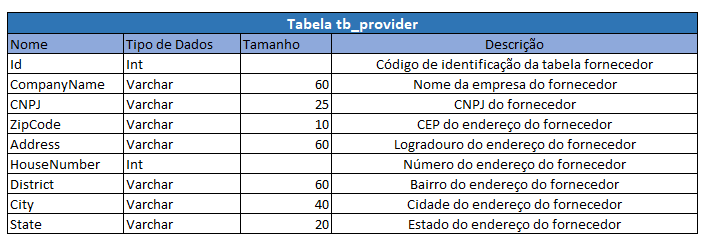 Tabela tb_provider
Nome Tipo de Dados Tamanho Descrição
Id Int Código de identificação da tabela fornecedor
CompanyName Varchar 60 Nome da empresa do fornecedor
CNPJ Varchar 25 CNPJ do fornecedor
ZipCode Varchar 10 CEP do endereço do fornecedor
Address Varchar 60 Logradouro do endereço do fornecedor
HouseNumber Int Número do endereço do fornecedor
District Varchar 60 Bairro do endereço do fornecedor
City Varchar 40 Cidade do endereço do fornecedor
State Varchar 20 Estado do endereço do fornecedor